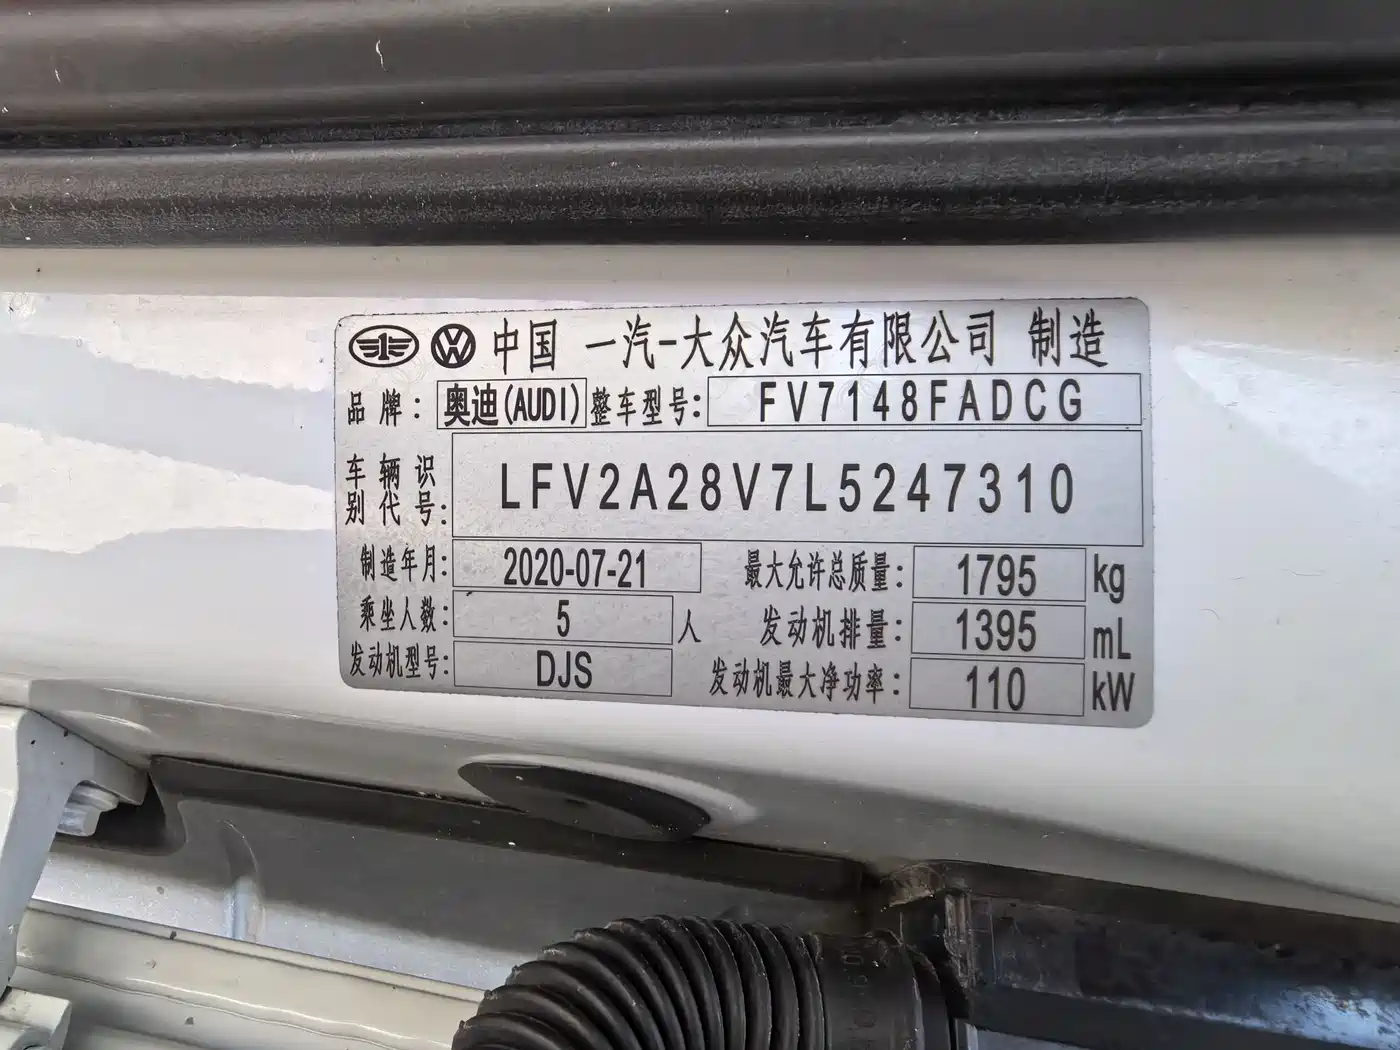 中国 一汽-大众汽车有限公司 制造
品牌: 奥迪(AUDI) 整车型号: FV7148FADCG
车辆识别代号: LFV2A28V7L5247310
制造年月: 2020-07-21 最大允许总质量: 1795 kg
乘坐人数: 5 人 发动机排量: 1395 mL
发动机型号: DJS 发动机最大净功率: 110 kW